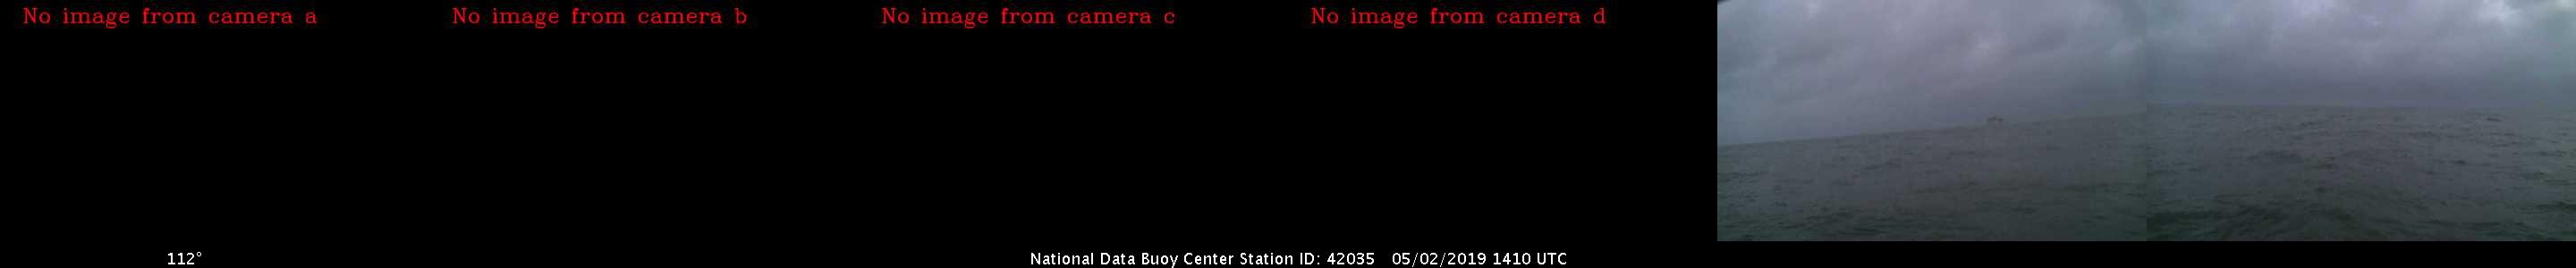 No image from camera a
No image from camera b
No image from camera c
No image from camera d
112°
National Data Buoy Center Station ID: 42035 05/02/2019 1410 UTC